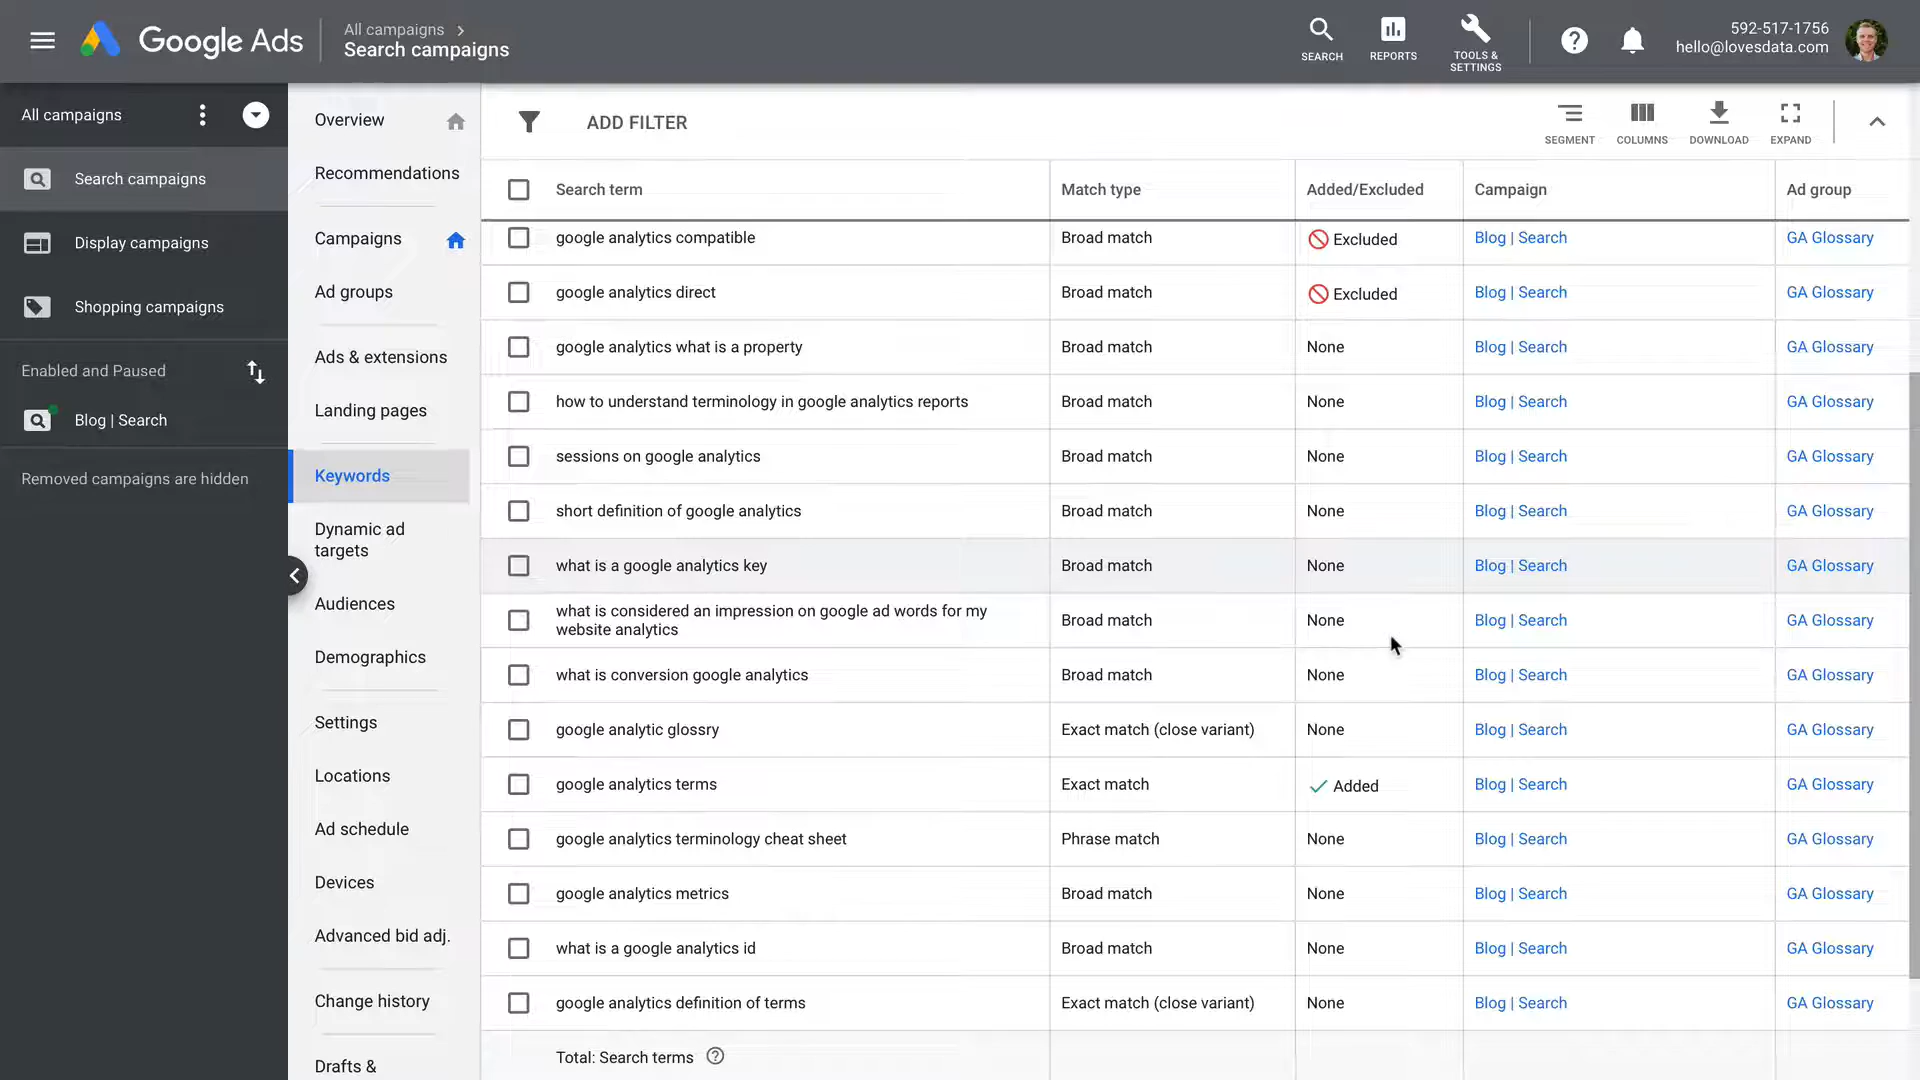 Google Ads
All campaigns
Search campaigns
SEARCH
REPORTS
TOOLS &
SETTINGS
592-517-1756
hello@lovesdata.com
All campaigns
Search campaigns
Display campaigns
Shopping campaigns
Enabled and Paused
Blog | Search
Removed campaigns are hidden
Overview
Recommendations
Campaigns
Ad groups
Ads & extensions
Landing pages
Keywords
Dynamic ad
targets
Audiences
Demographics
Settings
Locations
Ad schedule
Devices
Advanced bid adj.
Change history
Drafts &
ADD FILTER
SEGMENT
COLUMNS
DOWNLOAD
EXPAND
Search term Match type Added/Excluded Campaign Ad group
google analytics compatible Broad match Excluded Blog | Search GA Glossary
google analytics direct Broad match Excluded Blog | Search GA Glossary
google analytics what is a property Broad match None Blog | Search GA Glossary
how to understand terminology in google analytics reports Broad match None Blog | Search GA Glossary
sessions on google analytics Broad match None Blog | Search GA Glossary
short definition of google analytics Broad match None Blog | Search GA Glossary
what is a google analytics key Broad match None Blog | Search GA Glossary
what is considered an impression on google ad words for my
website analytics Broad match None Blog | Search GA Glossary
what is conversion google analytics Broad match None Blog | Search GA Glossary
google analytic glossry Exact match (close variant) None Blog | Search GA Glossary
google analytics terms Exact match Added Blog | Search GA Glossary
google analytics terminology cheat sheet Phrase match None Blog | Search GA Glossary
google analytics metrics Broad match None Blog | Search GA Glossary
what is a google analytics id Broad match None Blog | Search GA Glossary
google analytics definition of terms Exact match (close variant) None Blog | Search GA Glossary
Total: Search terms